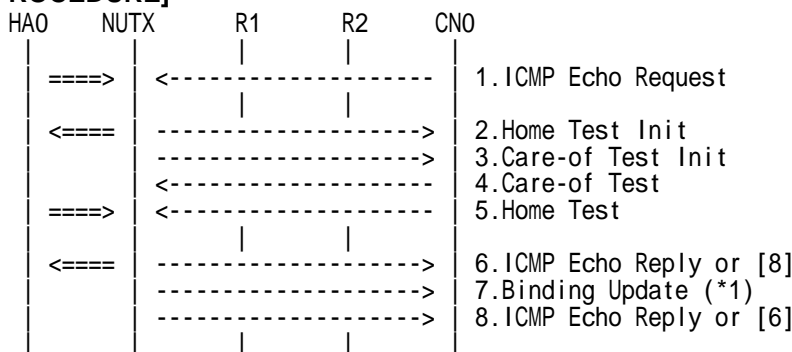 ROCEDURE]
HA0 NUTX R1 R2 CN0
| | | | |
| ====> | <--------------------- | 1.ICMP Echo Request
| | | | |
| <==== | ---------------------> | 2.Home Test Init
| | ---------------------> | 3.Care-of Test Init
| | <--------------------- | 4.Care-of Test
| ====> | <--------------------- | 5.Home Test
| | | | |
| <==== | ---------------------> | 6.ICMP Echo Reply or [8]
| | ---------------------> | 7.Binding Update (*1)
| | ---------------------> | 8.ICMP Echo Reply or [6]
| | | | |